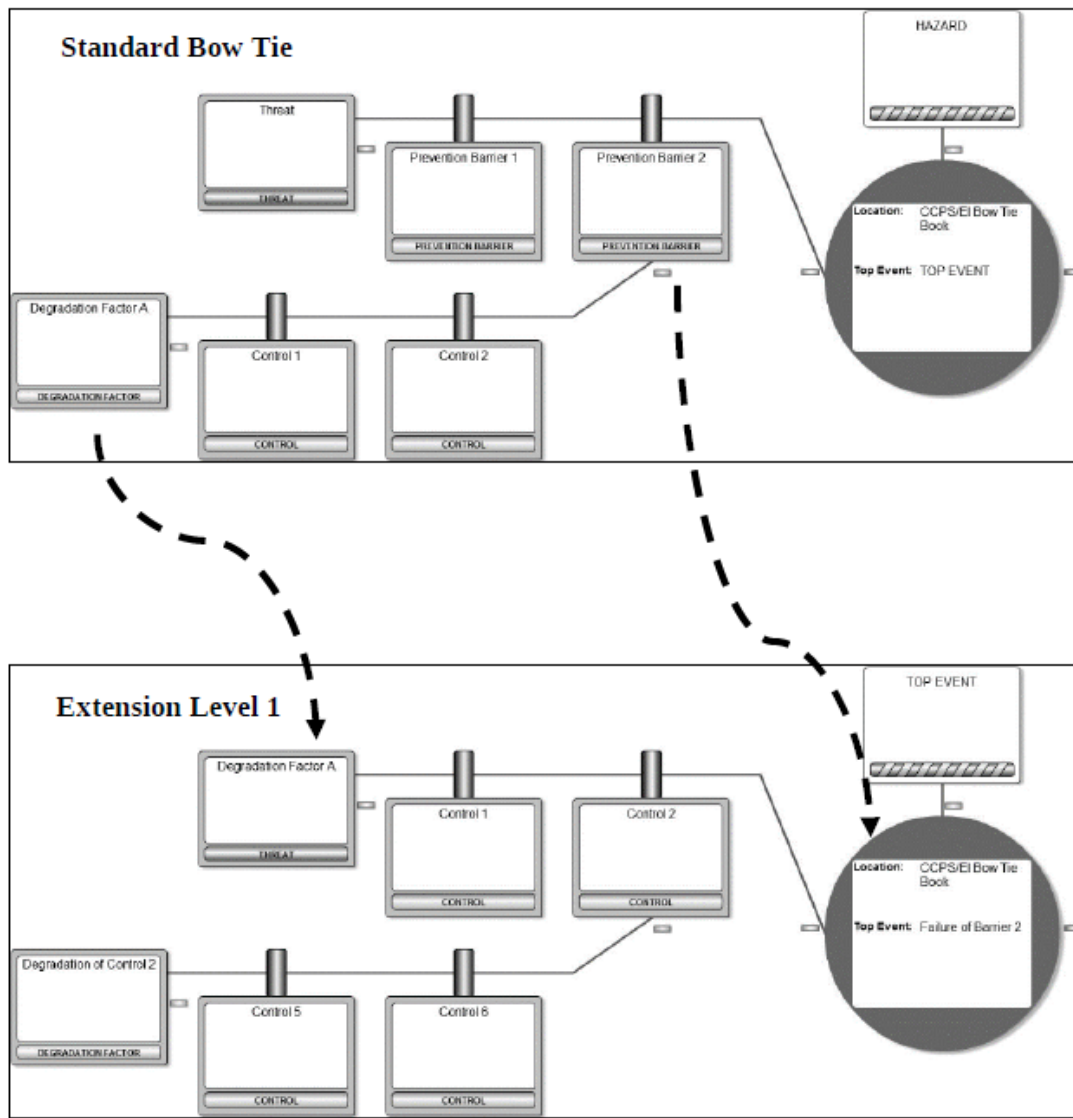 Standard Bow Tie
HAZARD
Threat
THREAT
Prevention Barrier 1
PREVENTION BARRIER
Prevention Barrier 2
PREVENTION BARRIER
Location: CCPS/EI Bow Tie
Book
Top Event: TOP EVENT
Degradation Factor A
DEGRADATION FACTOR
Control 1
CONTROL
Control 2
CONTROL
Extension Level 1
TOP EVENT
Degradation Factor A
THREAT
Control 1
CONTROL
Control 2
CONTROL
Location: CCPS/EI Bow Tie
Book
Top Event: Failure of Barrier 2
Degradation of Control 2
DEGRADATION FACTOR
Control 5
CONTROL
Control 6
CONTROL